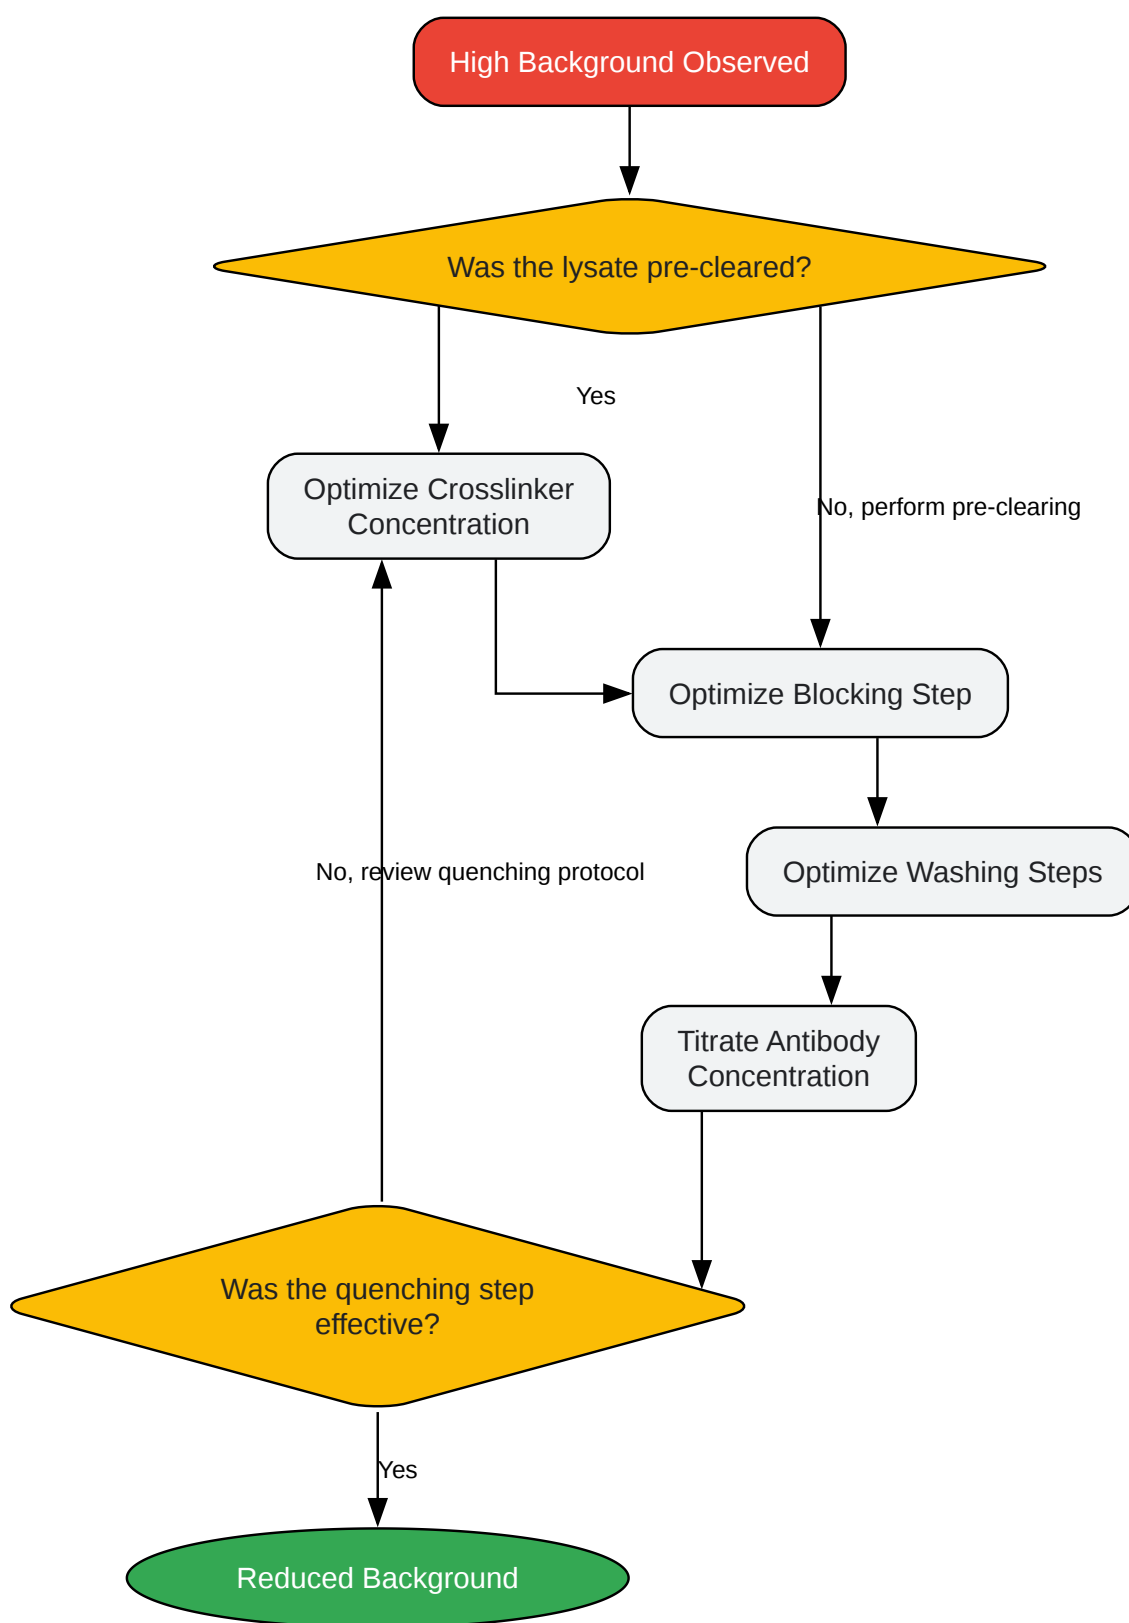 High Background Observed
Was the lysate pre-cleared?
Yes
Optimize Crosslinker
Concentration
No, perform pre-clearing
Optimize Blocking Step
Optimize Washing Steps
No, review quenching protocol
Titrate Antibody
Concentration
Was the quenching step
effective?
Yes
Reduced Background